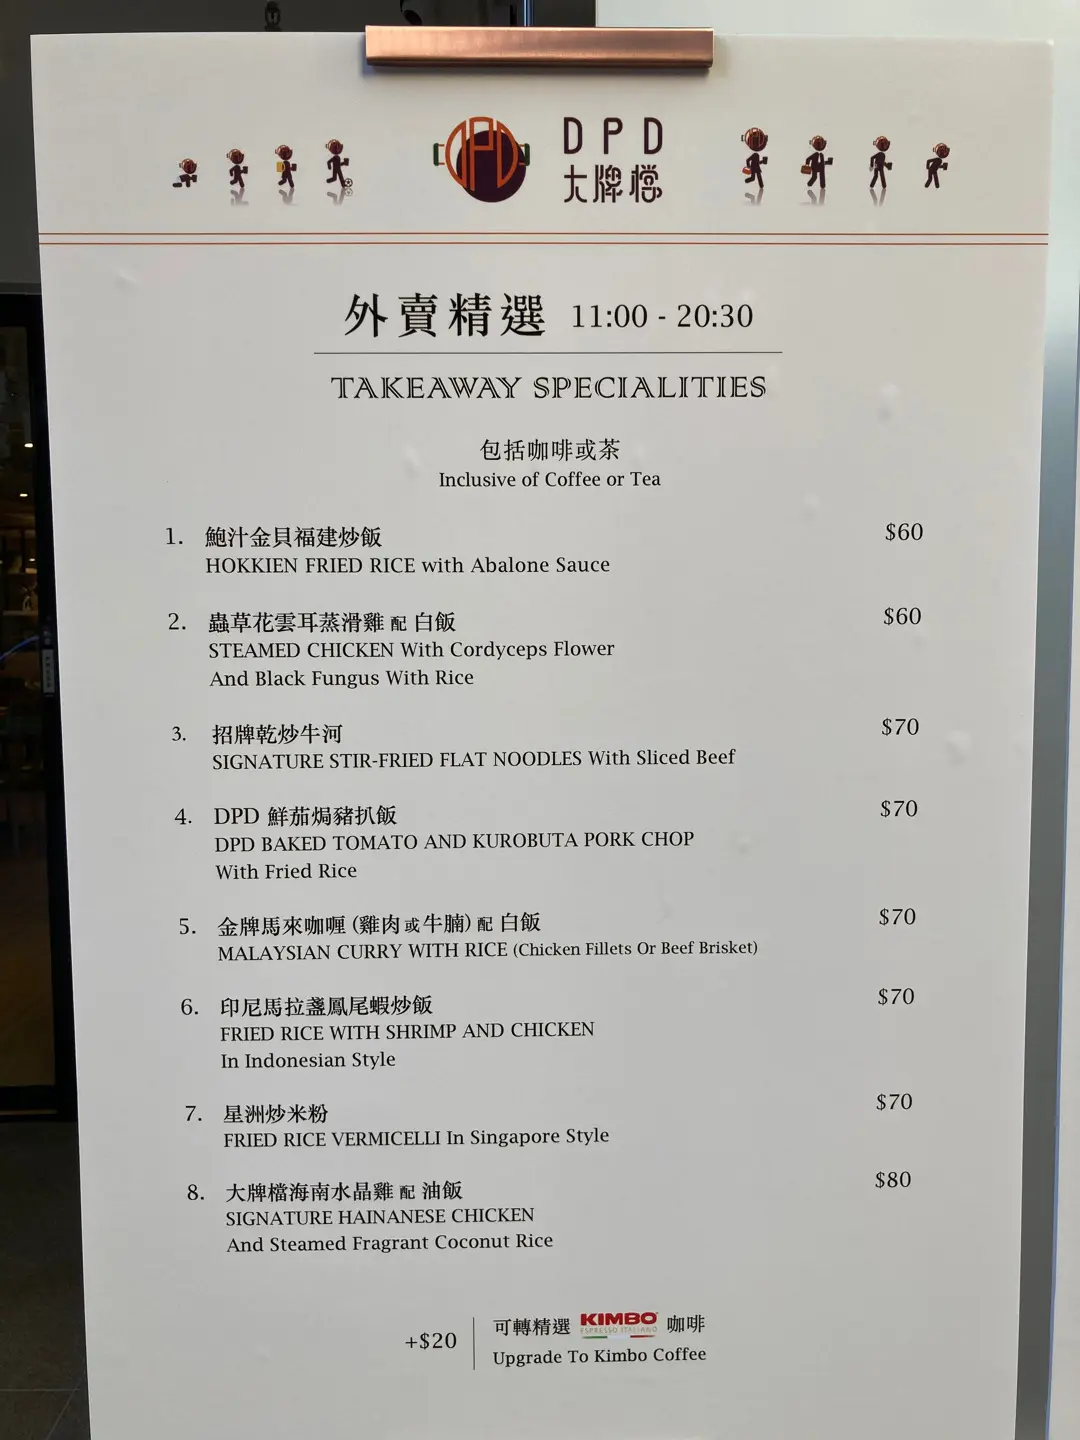 DPD
DPD
大牌檔
外賣精選 11:00 - 20:30
TAKEAWAY SPECIALITIES
包括咖啡或茶
Inclusive of Coffee or Tea
1. 鮑汁金貝福建炒飯 $60
HOKKIEN FRIED RICE with Abalone Sauce
2. 蟲草花雲耳蒸滑雞 配 白飯 $60
STEAMED CHICKEN With Cordyceps Flower
And Black Fungus With Rice
3. 招牌乾炒牛河 $70
SIGNATURE STIR-FRIED FLAT NOODLES With Sliced Beef
4. DPD 鮮茄焗豬扒飯 $70
DPD BAKED TOMATO AND KUROBUTA PORK CHOP
With Fried Rice
5. 金牌馬來咖喱 (雞肉或牛腩) 配 白飯 $70
MALAYSIAN CURRY WITH RICE (Chicken Fillets Or Beef Brisket)
6. 印尼馬拉盞鳳尾蝦炒飯 $70
FRIED RICE WITH SHRIMP AND CHICKEN
In Indonesian Style
7. 星洲炒米粉 $70
FRIED RICE VERMICELLI In Singapore Style
8. 大牌檔海南水晶雞 配 油飯 $80
SIGNATURE HAINANESE CHICKEN
And Steamed Fragrant Coconut Rice
+$20
可轉精選 KIMBO 咖啡
ESPRESSO ITALIANO
Upgrade To Kimbo Coffee